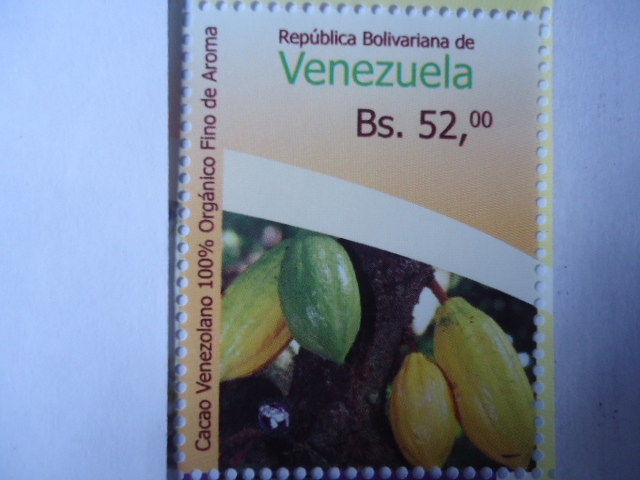 República Bolivariana de
Venezuela
Bs. 52,00
Cacao Venezolano 100% Orgánico Fino de Aroma